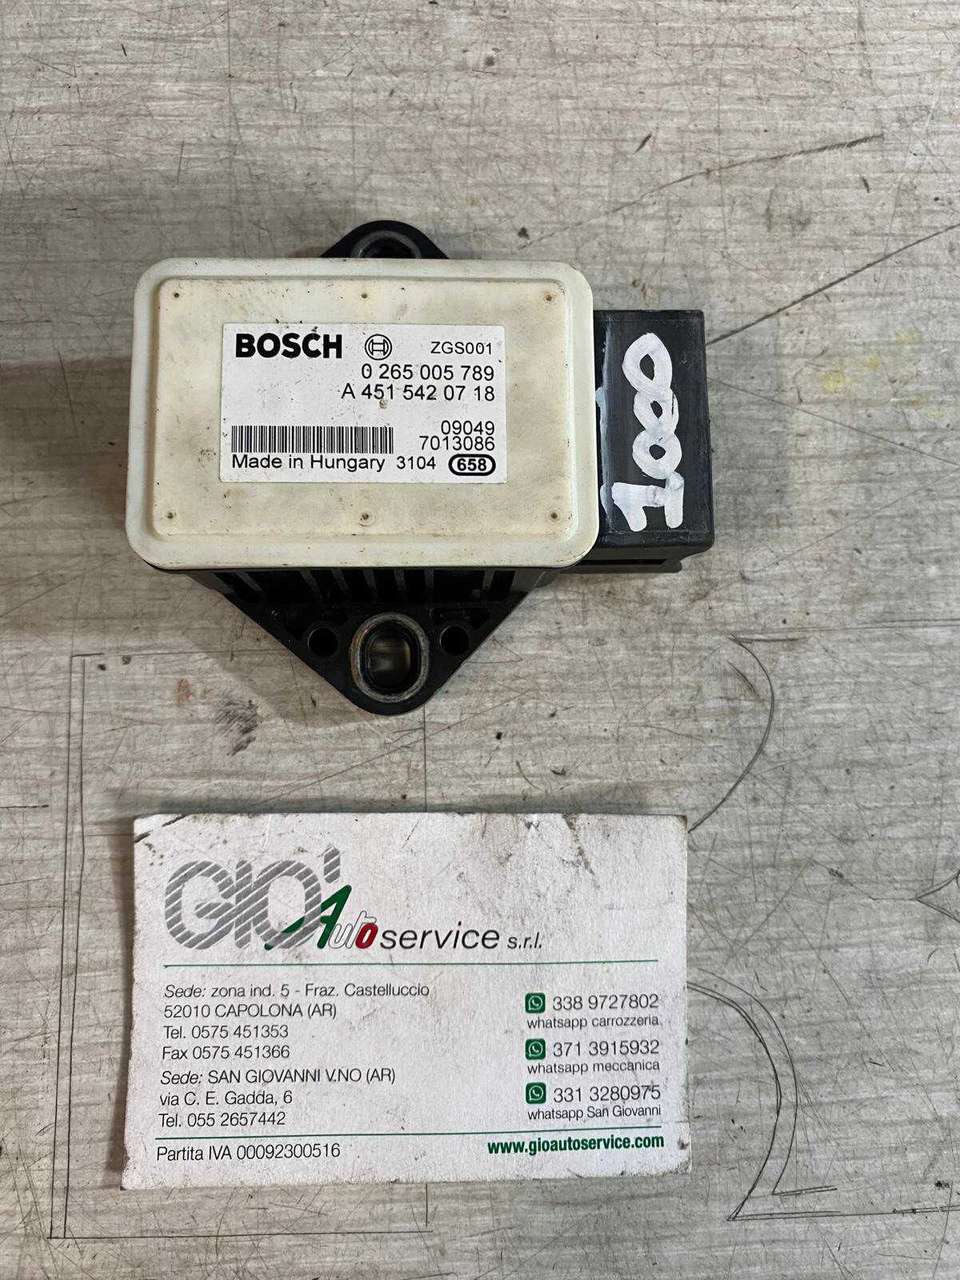 BOSCH ZGS001
0 265 005 789
A 451 542 07 18
09049
7013086
Made in Hungary 3104 658
1000
GIO' Auto service s.r.l.
Sede: zona ind. 5 - Fraz. Castelluccio
52010 CAPOLONA (AR)
Tel. 0575 451353
Fax 0575 451366
Sede: SAN GIOVANNI V.NO (AR)
via C. E. Gadda, 6
Tel. 055 2657442
338 9727802
whatsapp carrozzeria
371 3915932
whatsapp meccanica
331 3280975
whatsapp San Giovanni
Partita IVA 00092300516
www.gioautoservice.com